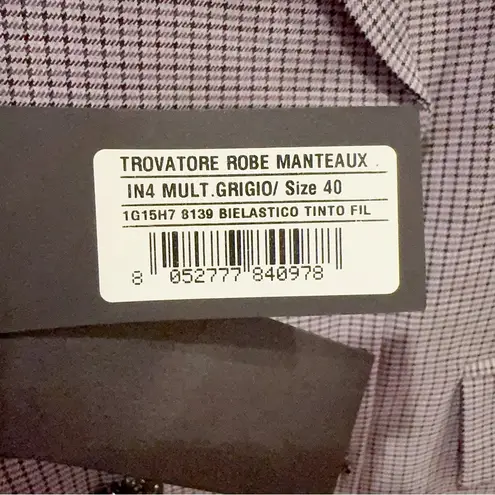 TROVATORE ROBE MANTEAUX .
IN4 MULT.GRIGIO/ Size 40
1G15H7 8139 BIELASTICO TINTO FIL
8 052777 840978